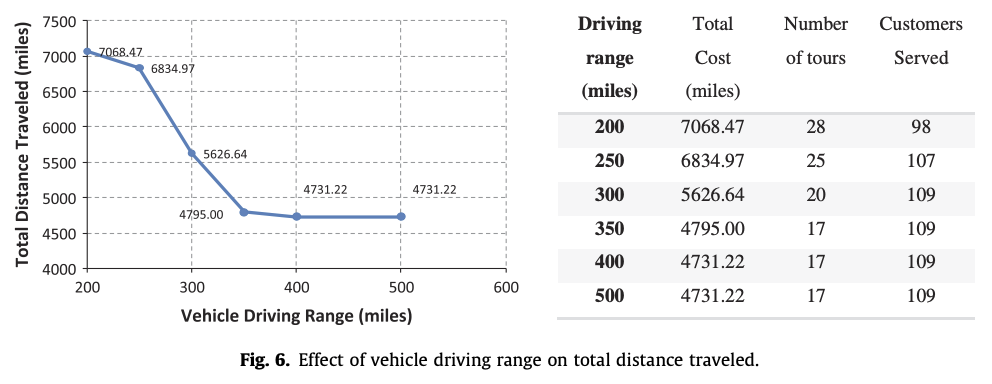 7500
7000
6500
6000
5500
5000
4500
4000
Total Distance Traveled (miles)
7068.47
6834.97
5626.64
4795.00
4731.22
4731.22
200 300 400 500 600
Vehicle Driving Range (miles)
Driving Total Number Customers
range Cost of tours Served
(miles) (miles)
200 7068.47 28 98
250 6834.97 25 107
300 5626.64 20 109
350 4795.00 17 109
400 4731.22 17 109
500 4731.22 17 109
Fig. 6. Effect of vehicle driving range on total distance traveled.